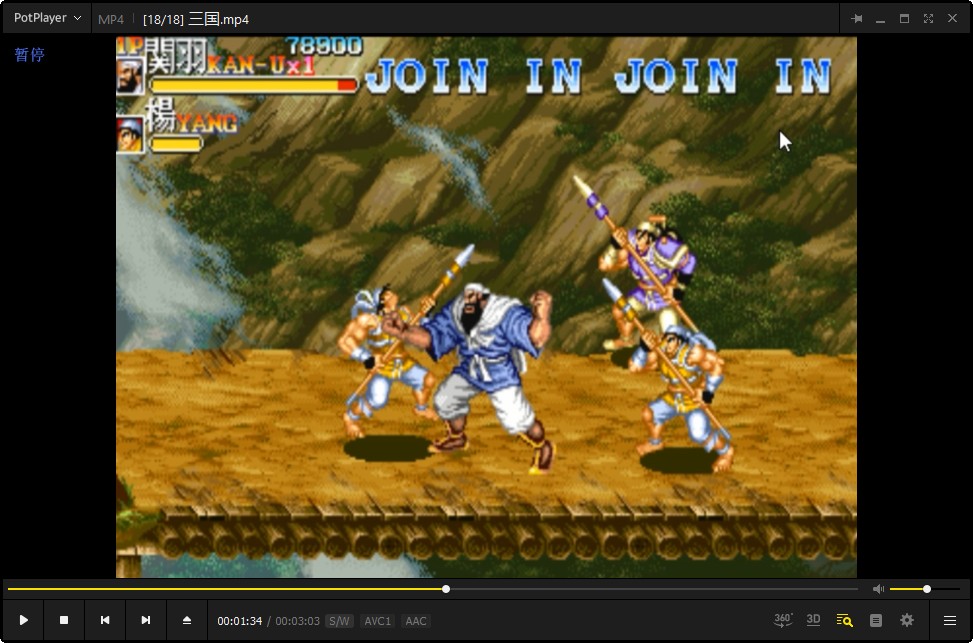 PotPlayer MP4 [18/18] 三国.mp4
暂停
1P 関羽 KAN-U x1 78900
JOIN IN JOIN IN
楊 YANG
00:01:34 / 00:03:03 S/W AVC1 AAC
360° 3D